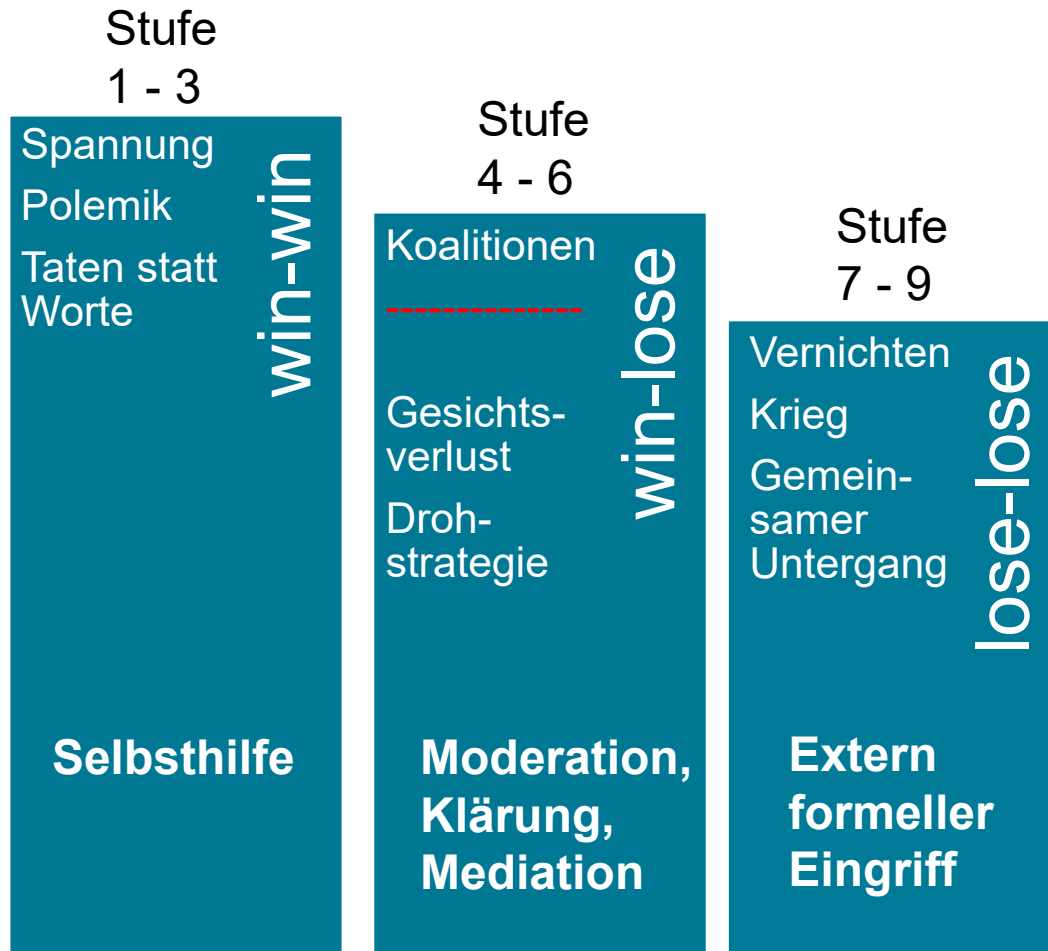 Stufe
1 - 3
Spannung
Polemik
Taten statt
Worte
win-win
Selbsthilfe
Stufe
4 - 6
Koalitionen
--------------
Gesichts-
verlust
Droh-
strategie
win-lose
Moderation,
Klärung,
Mediation
Stufe
7 - 9
Vernichten
Krieg
Gemein-
samer
Untergang
lose-lose
Extern
formeller
Eingriff